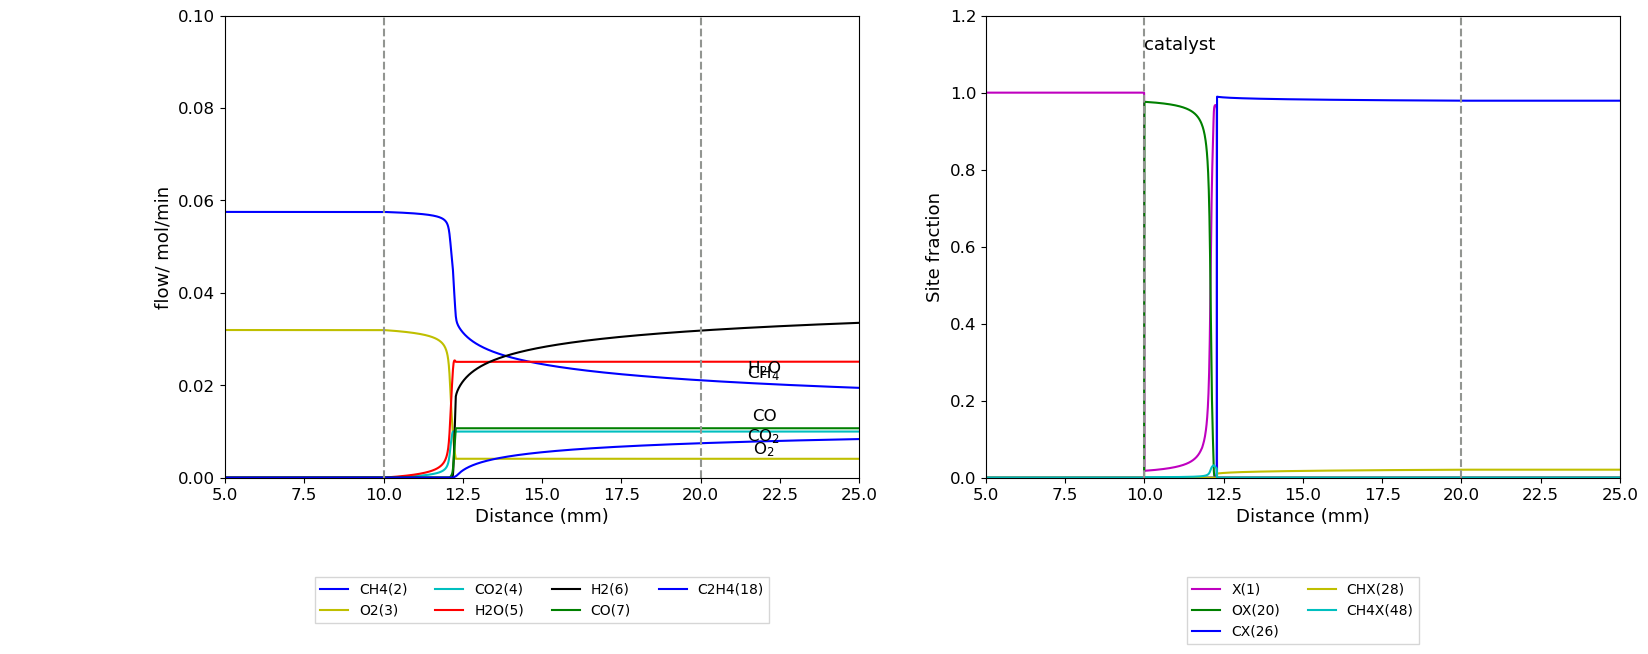 0.10
0.08
0.06
0.04
0.02
0.00
flow/ mol/min
H₂O
CH₄
CO
CO₂
O₂
5.0 7.5 10.0 12.5 15.0 17.5 20.0 22.5 25.0
Distance (mm)
CH4(2) CO2(4) H2(6) C2H4(18)
O2(3) H2O(5) CO(7)
1.2
1.0
0.8
0.6
0.4
0.2
0.0
Site fraction
catalyst
5.0 7.5 10.0 12.5 15.0 17.5 20.0 22.5 25.0
Distance (mm)
X(1) CHX(28)
OX(20) CH4X(48)
CX(26)